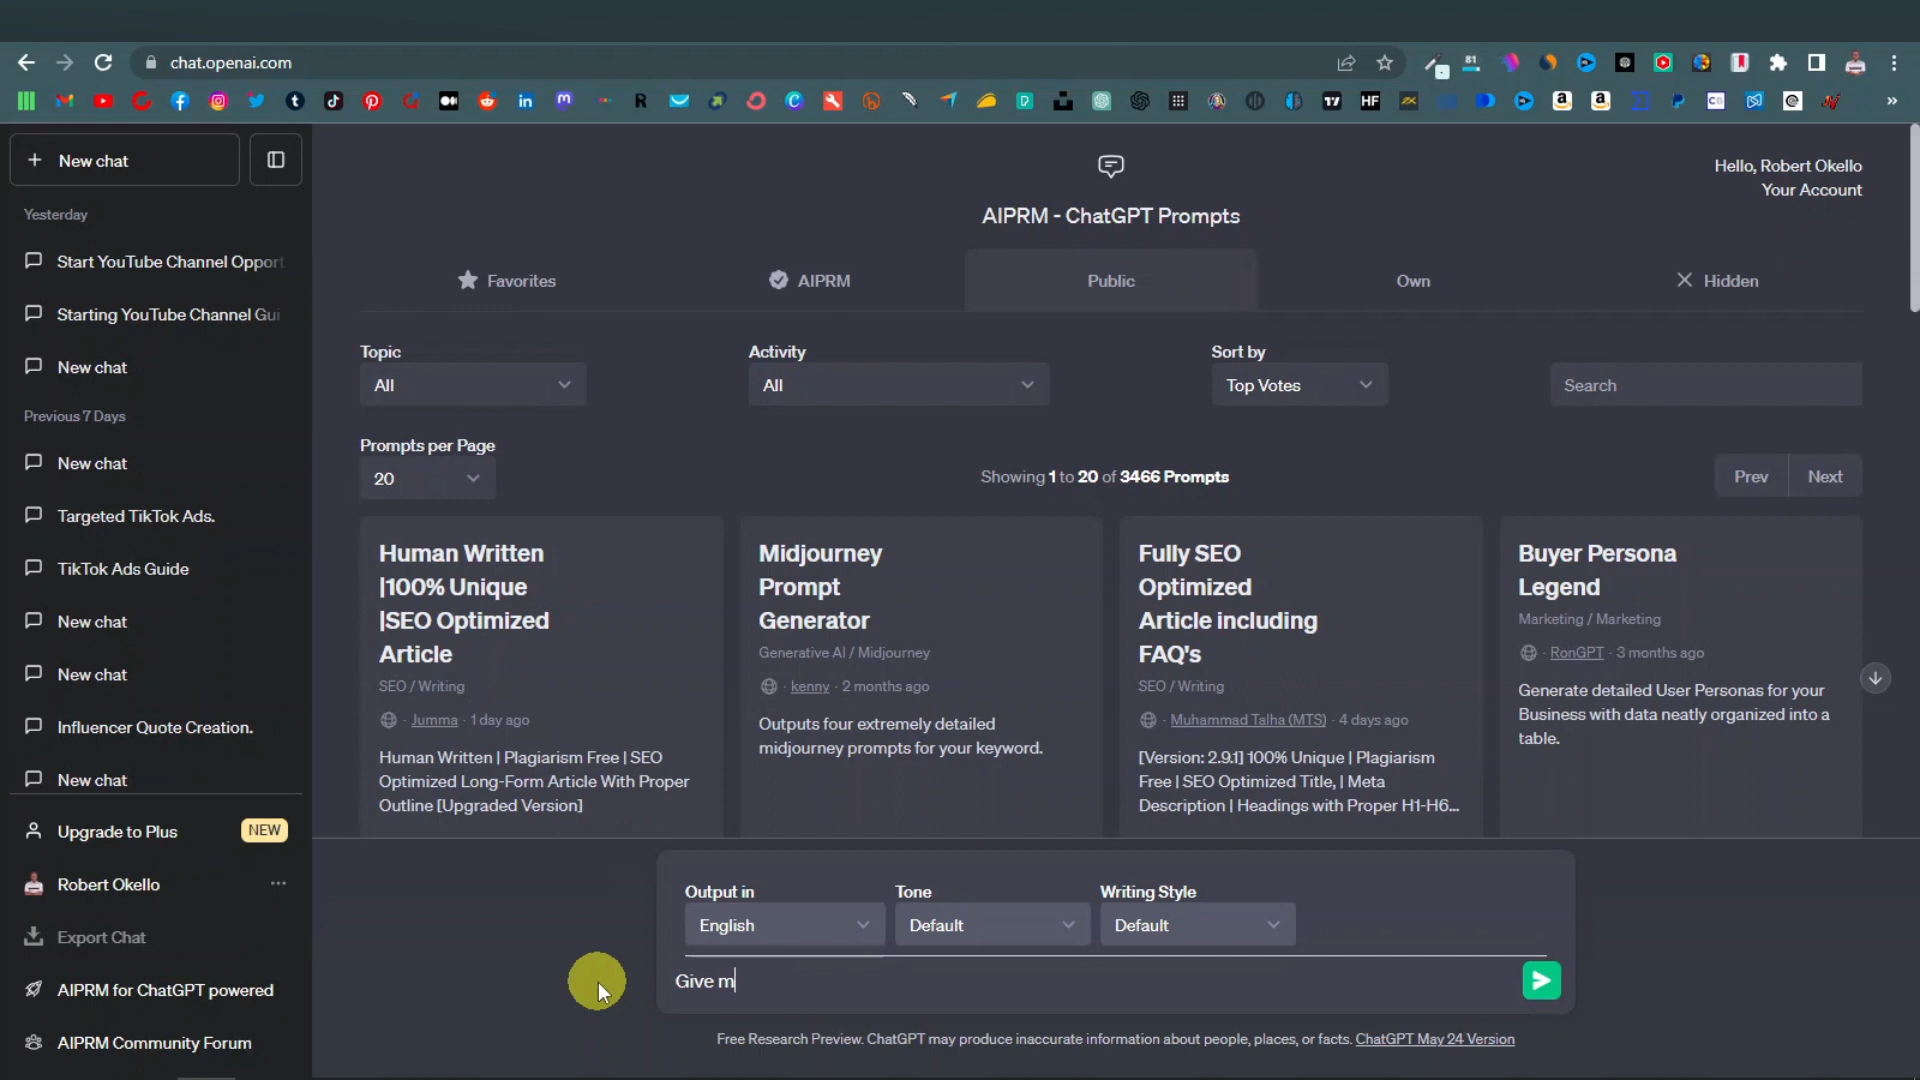 chat.openai.com
81
HF
CB
New chat
Hello, Robert Okello
Your Account
Yesterday
AIPRM - ChatGPT Prompts
Start YouTube Channel Opport
Starting YouTube Channel Gui
New chat
Favorites
AIPRM
Public
Own
Hidden
Topic
All
Activity
All
Sort by
Top Votes
Search
Previous 7 Days
New chat
Targeted TikTok Ads.
TikTok Ads Guide
New chat
New chat
Influencer Quote Creation.
New chat
Prompts per Page
20
Showing 1 to 20 of 3466 Prompts
Prev
Next
Human Written
|100% Unique
|SEO Optimized
Article
SEO / Writing
· Jumma · 1 day ago
Human Written | Plagiarism Free | SEO
Optimized Long-Form Article With Proper
Outline [Upgraded Version]
Midjourney
Prompt
Generator
Generative AI / Midjourney
· kenny · 2 months ago
Outputs four extremely detailed
midjourney prompts for your keyword.
Fully SEO
Optimized
Article including
FAQ's
SEO / Writing
· Muhammad Talha (MTS) · 4 days ago
[Version: 2.9.1] 100% Unique | Plagiarism
Free | SEO Optimized Title, | Meta
Description | Headings with Proper H1-H6...
Buyer Persona
Legend
Marketing / Marketing
· RonGPT · 3 months ago
Generate detailed User Personas for your
Business with data neatly organized into a
table.
Upgrade to Plus
NEW
Robert Okello
Export Chat
AIPRM for ChatGPT powered
AIPRM Community Forum
Output in
English
Tone
Default
Writing Style
Default
Give m
Free Research Preview. ChatGPT may produce inaccurate information about people, places, or facts. ChatGPT May 24 Version